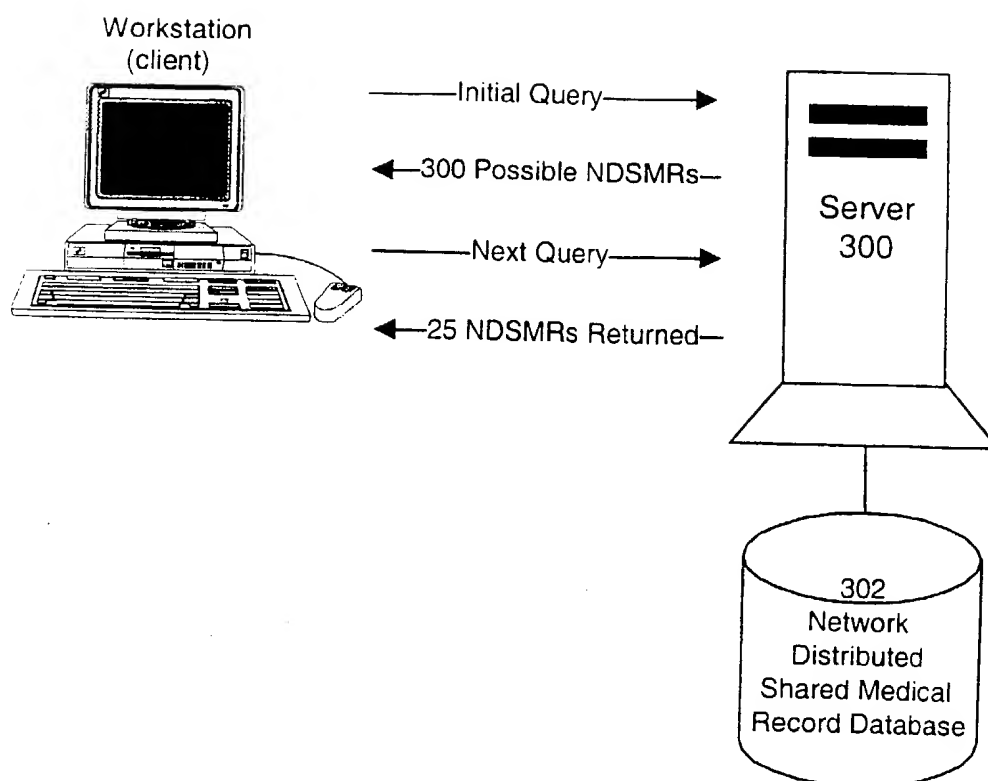 Workstation
(client)
Initial Query
300 Possible NDSMRs
Next Query
25 NDSMRs Returned
Server
300
302
Network
Distributed
Shared Medical
Record Database